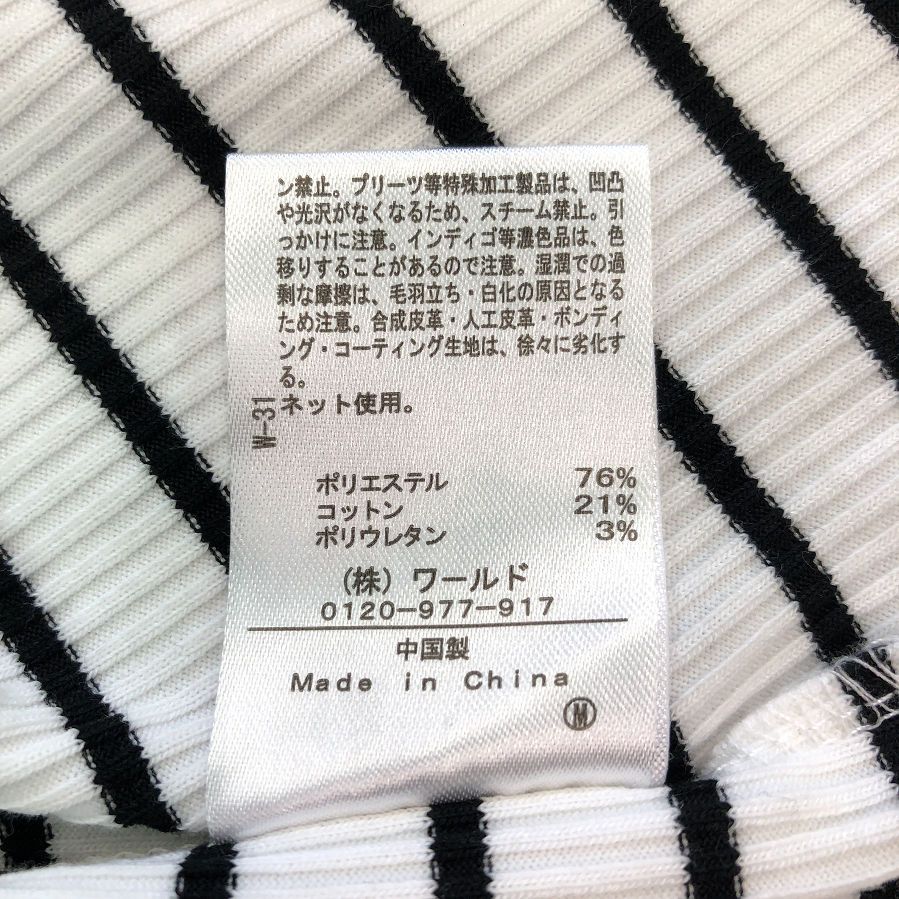 ン禁止。プリーツ等特殊加工製品は、凹凸
や光沢がなくなるため、スチーム禁止。引
っかけに注意。インディゴ等濃色品は、色
移りすることがあるので注意。湿潤での過
剰な摩擦は、毛羽立ち・白化の原因となる
ため注意。合成皮革・人工皮革・ボンディ
ング・コーティング生地は、徐々に劣化す
る。
ネット使用。
W-31
ポリエステル 76%
コットン 21%
ポリウレタン 3%
(株) ワールド
0120-977-917
中国製
Made in China
M